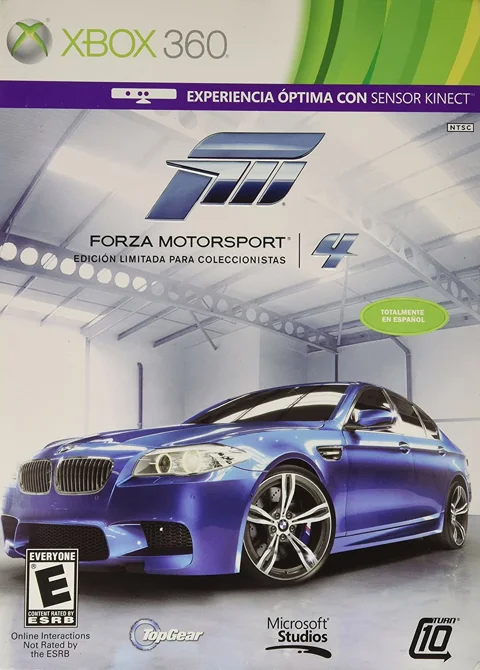 XBOX 360
EXPERIENCIA ÓPTIMA CON SENSOR KINECT™
NTSC
FORZA MOTORSPORT® 4
EDICIÓN LIMITADA PARA COLECCIONISTAS
TOTALMENTE
EN ESPAÑOL
EVERYONE
E
CONTENT RATED BY
ESRB
Online Interactions
Not Rated by
the ESRB
TopGear
Microsoft®
Studios
TURN®
10